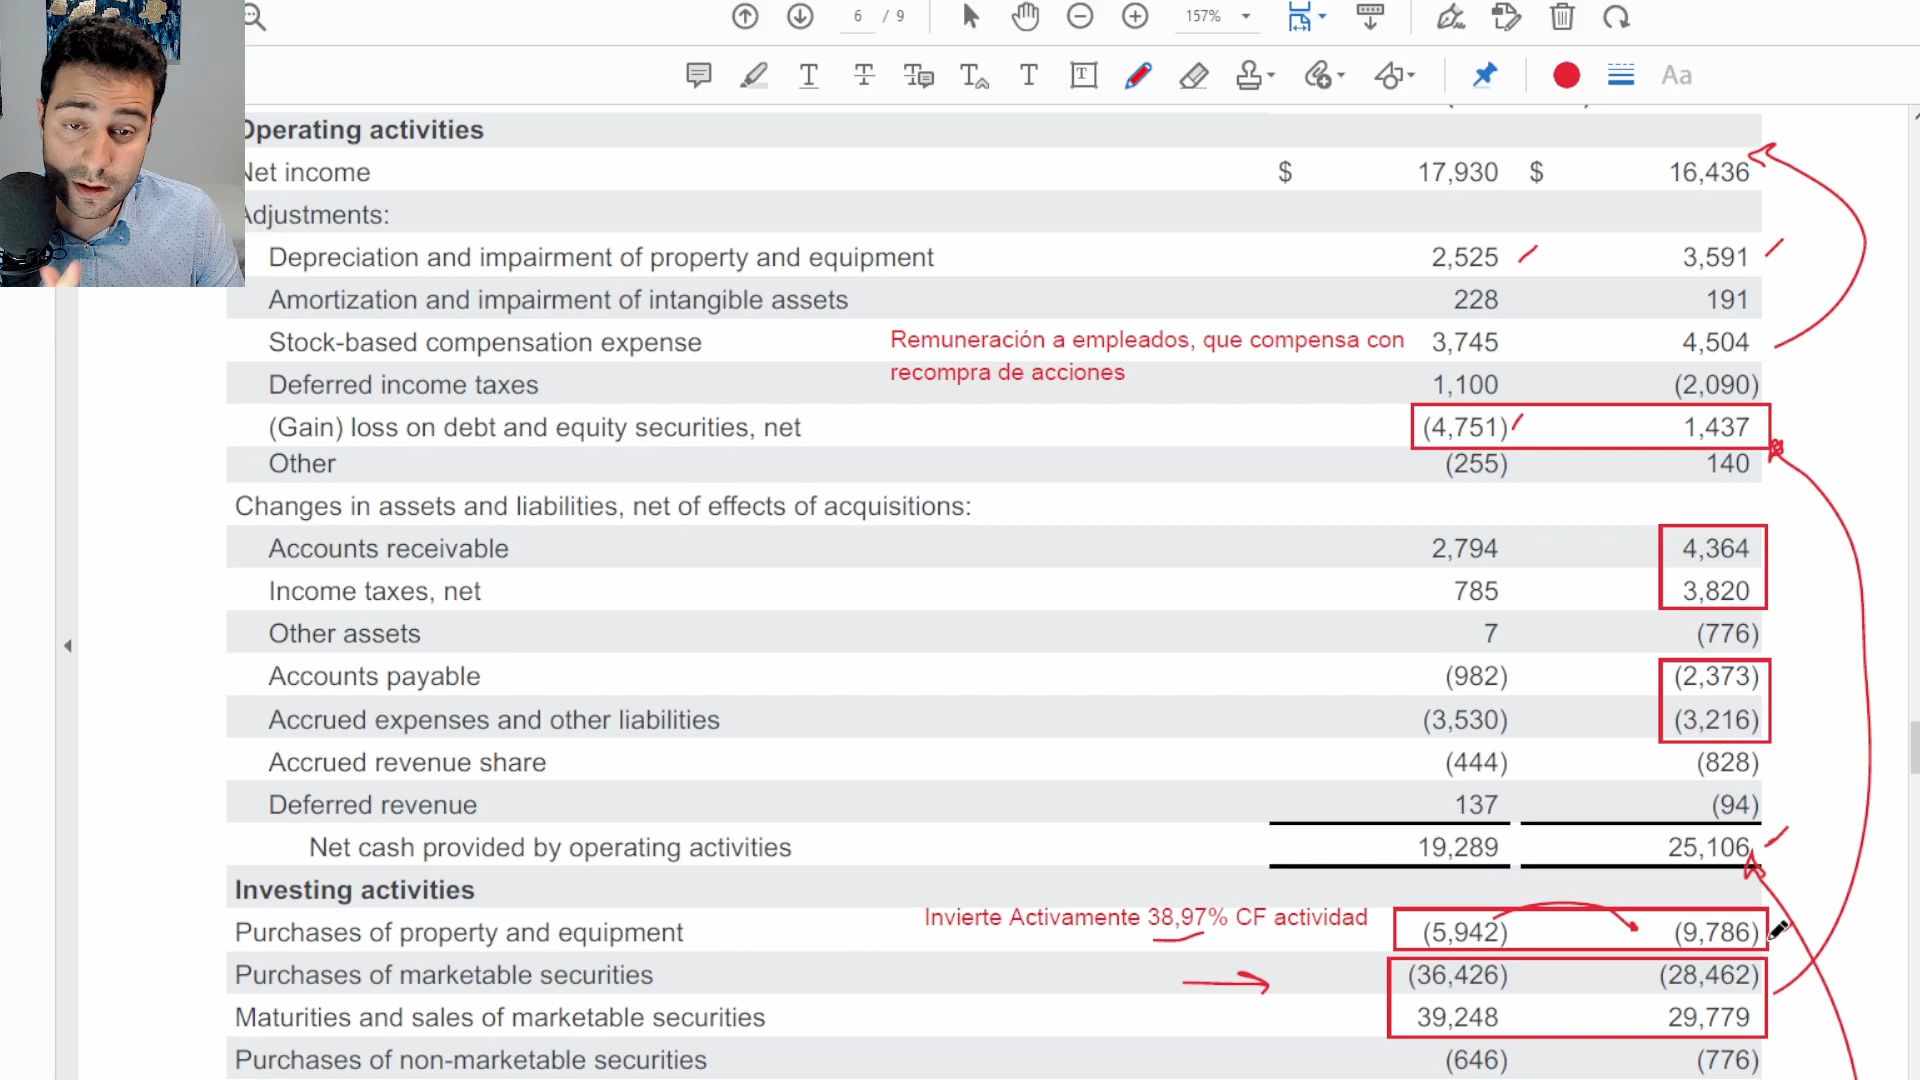 6 / 9
157%
Aa
Operating activities
Net income $ 17,930 $ 16,436
Adjustments:
Depreciation and impairment of property and equipment 2,525 3,591
Amortization and impairment of intangible assets 228 191
Stock-based compensation expense 3,745 4,504
Remuneración a empleados, que compensa con
recompra de acciones
Deferred income taxes 1,100 (2,090)
(Gain) loss on debt and equity securities, net (4,751) 1,437
Other (255) 140
Changes in assets and liabilities, net of effects of acquisitions:
Accounts receivable 2,794 4,364
Income taxes, net 785 3,820
Other assets 7 (776)
Accounts payable (982) (2,373)
Accrued expenses and other liabilities (3,530) (3,216)
Accrued revenue share (444) (828)
Deferred revenue 137 (94)
Net cash provided by operating activities 19,289 25,106
Investing activities
Invierte Activamente 38,97% CF actividad
Purchases of property and equipment (5,942) (9,786)
Purchases of marketable securities (36,426) (28,462)
Maturities and sales of marketable securities 39,248 29,779
Purchases of non-marketable securities (646) (776)